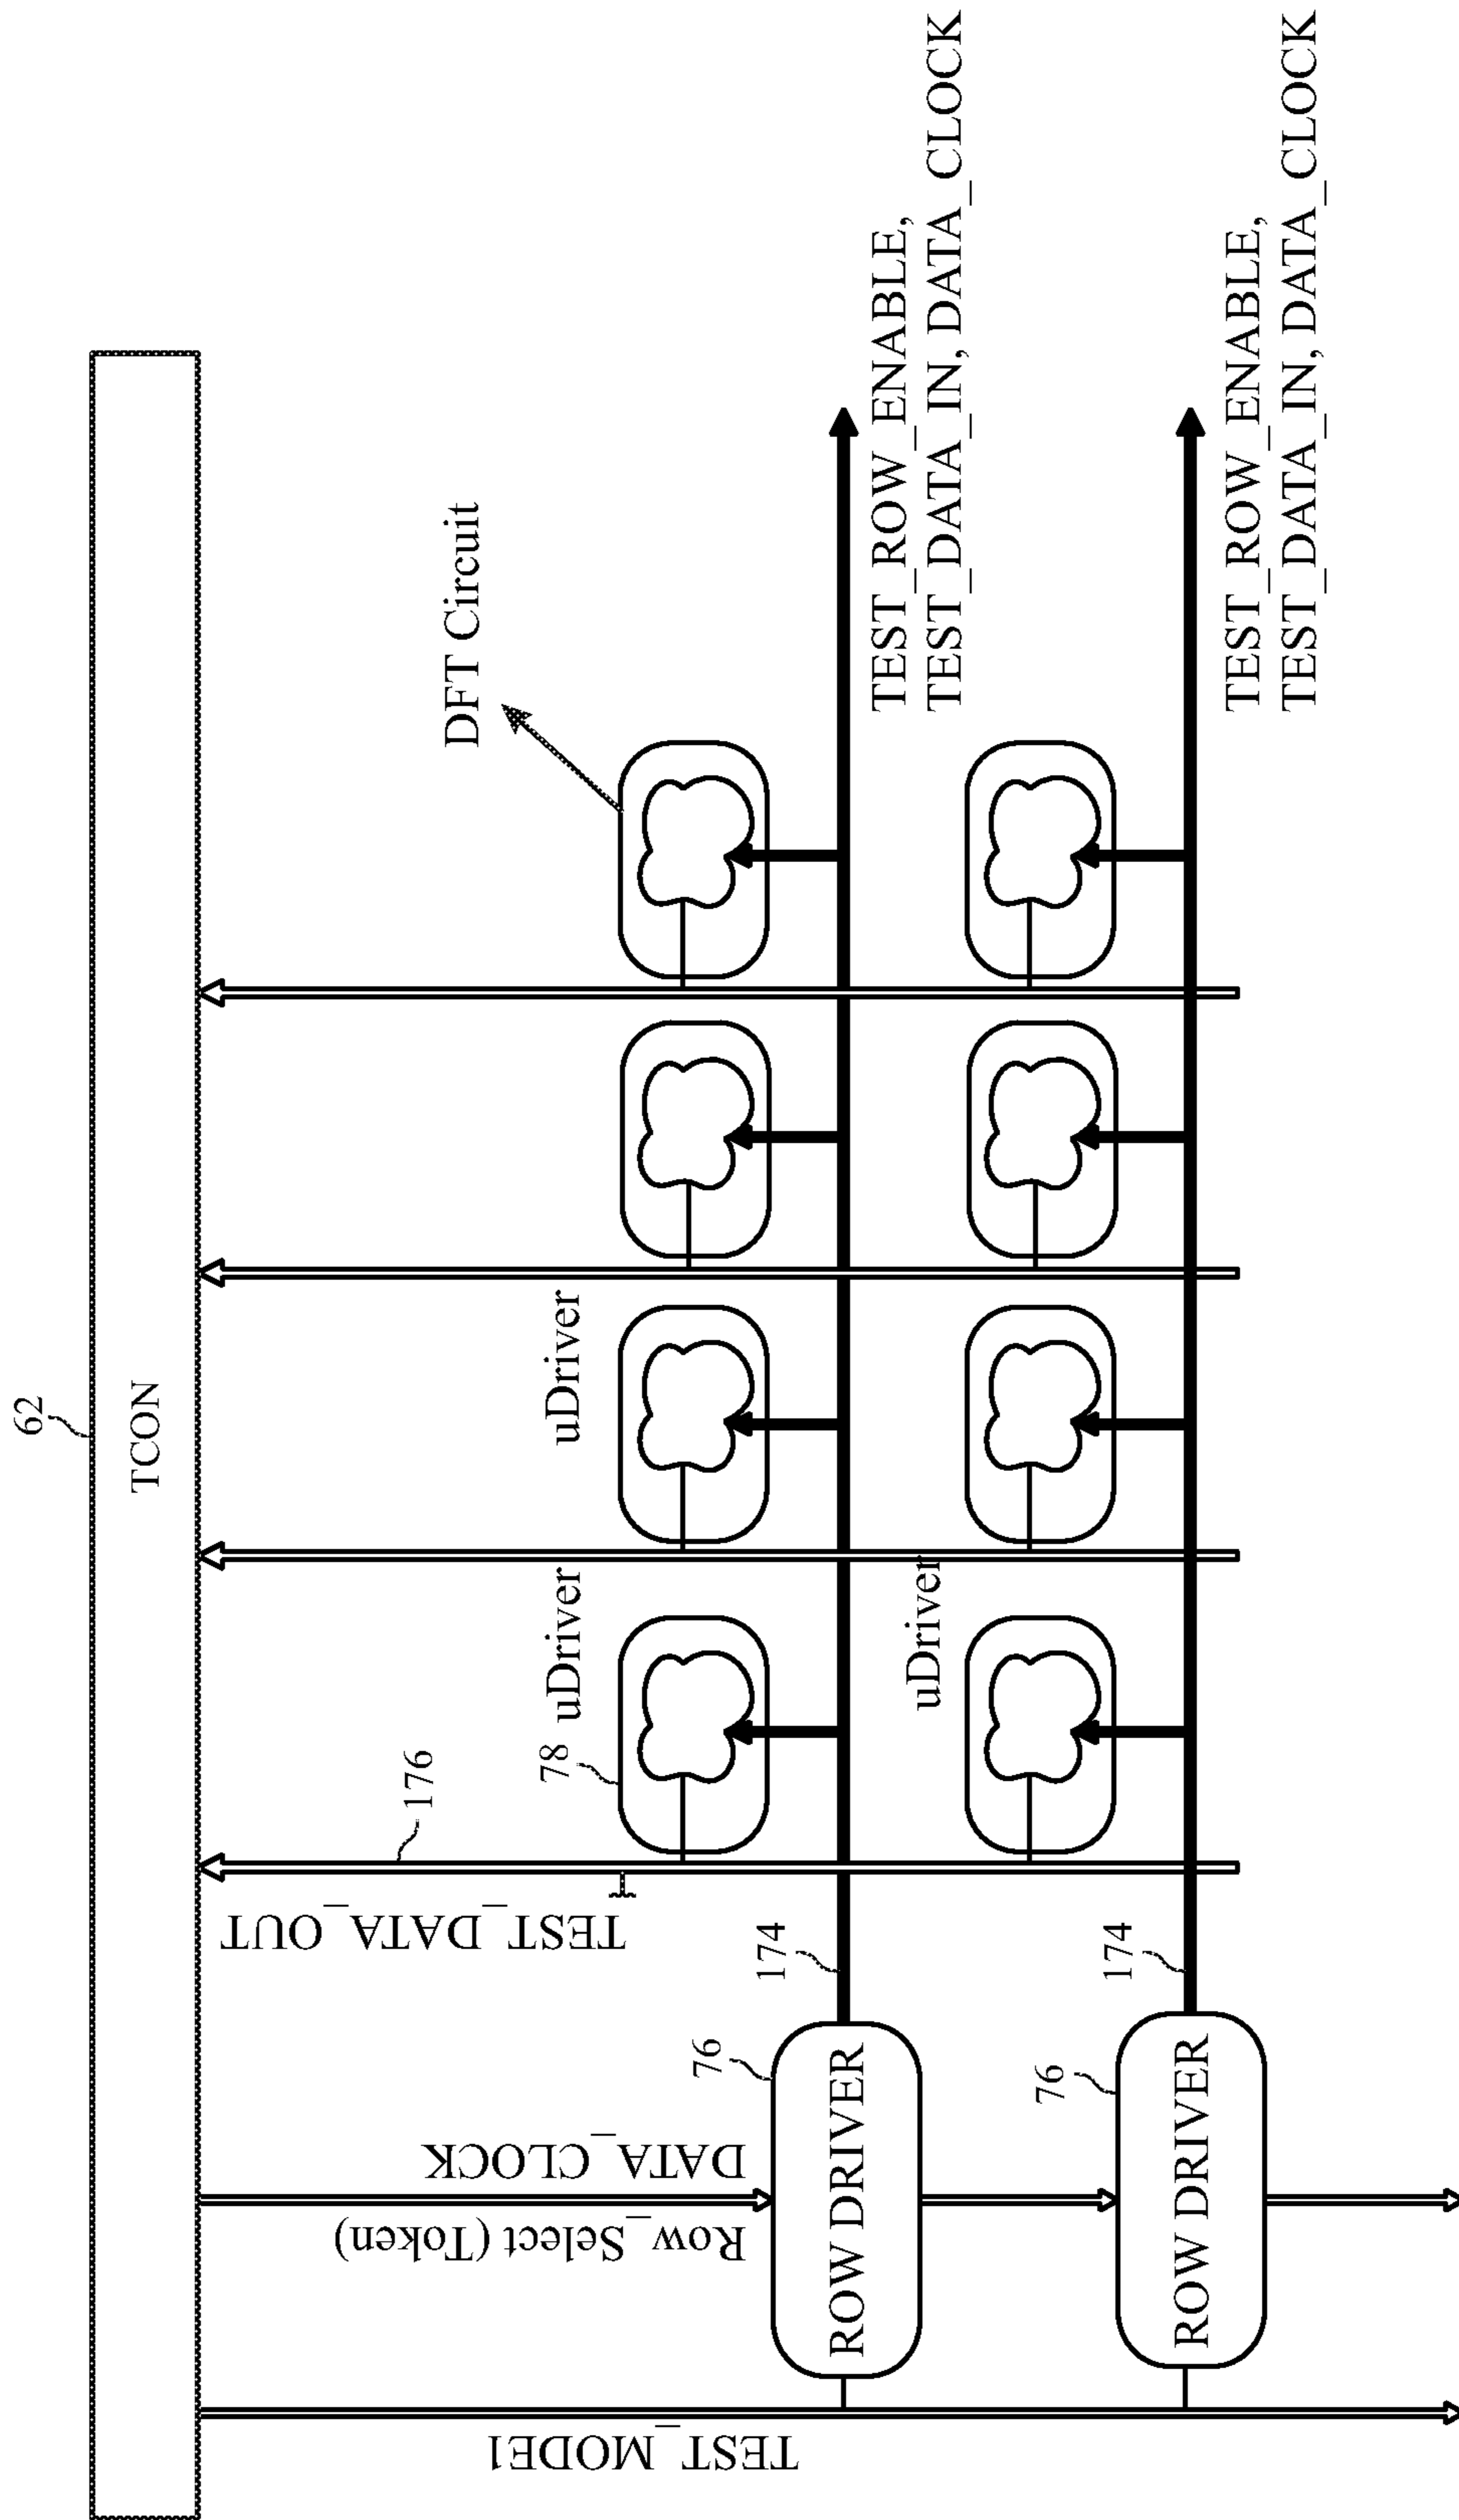 62
TCON
TEST_MODE1
Row_Select (Token)
DATA_CLOCK
TEST_DATA_OUT
176
DFT Circuit
78
uDriver
uDriver
76
ROW DRIVER
174
TEST_ROW_ENABLE,
TEST_DATA_IN, DATA_CLOCK
uDriver
76
ROW DRIVER
174
TEST_ROW_ENABLE,
TEST_DATA_IN, DATA_CLOCK